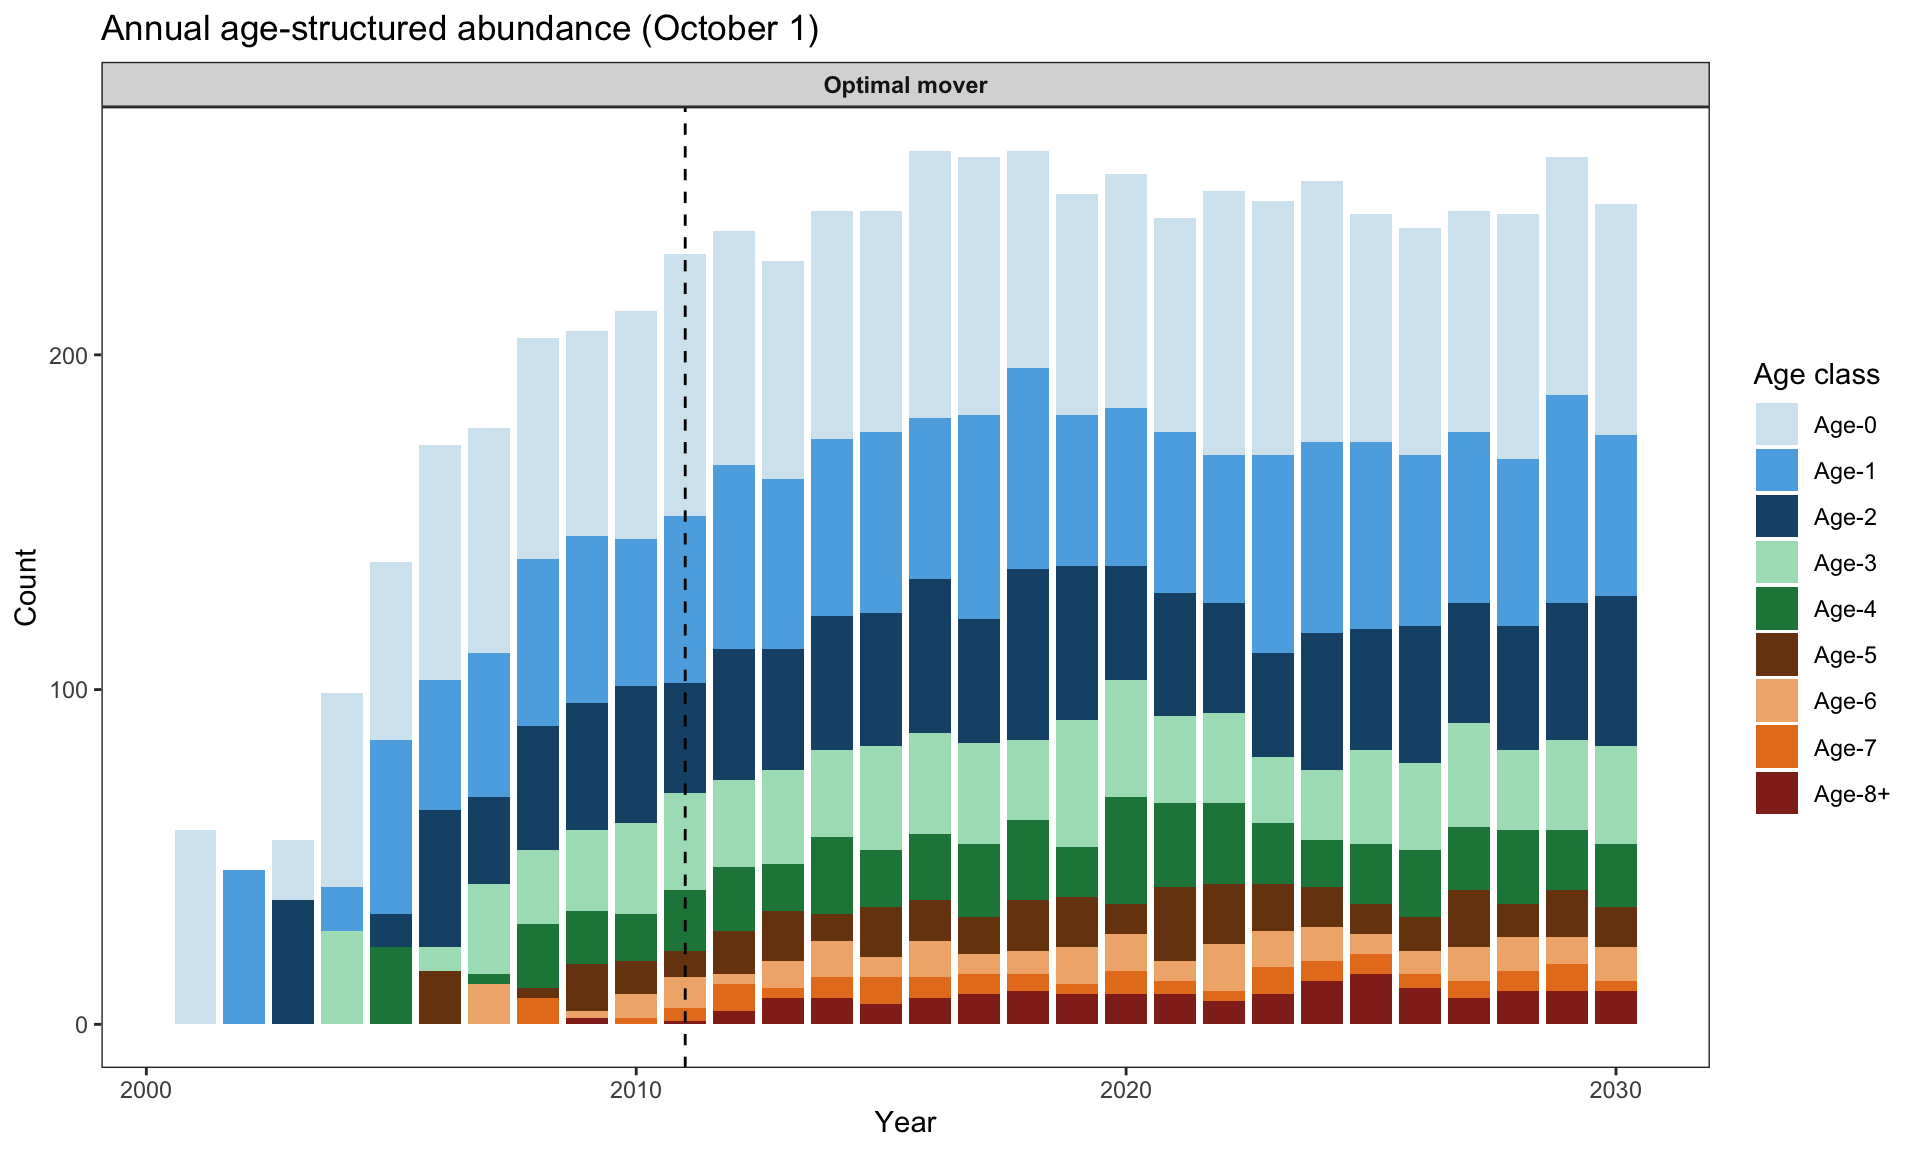 Annual age-structured abundance (October 1)
Optimal mover
200
100
0
Count
2000
2010
2020
2030
Year
Age class
Age-0
Age-1
Age-2
Age-3
Age-4
Age-5
Age-6
Age-7
Age-8+